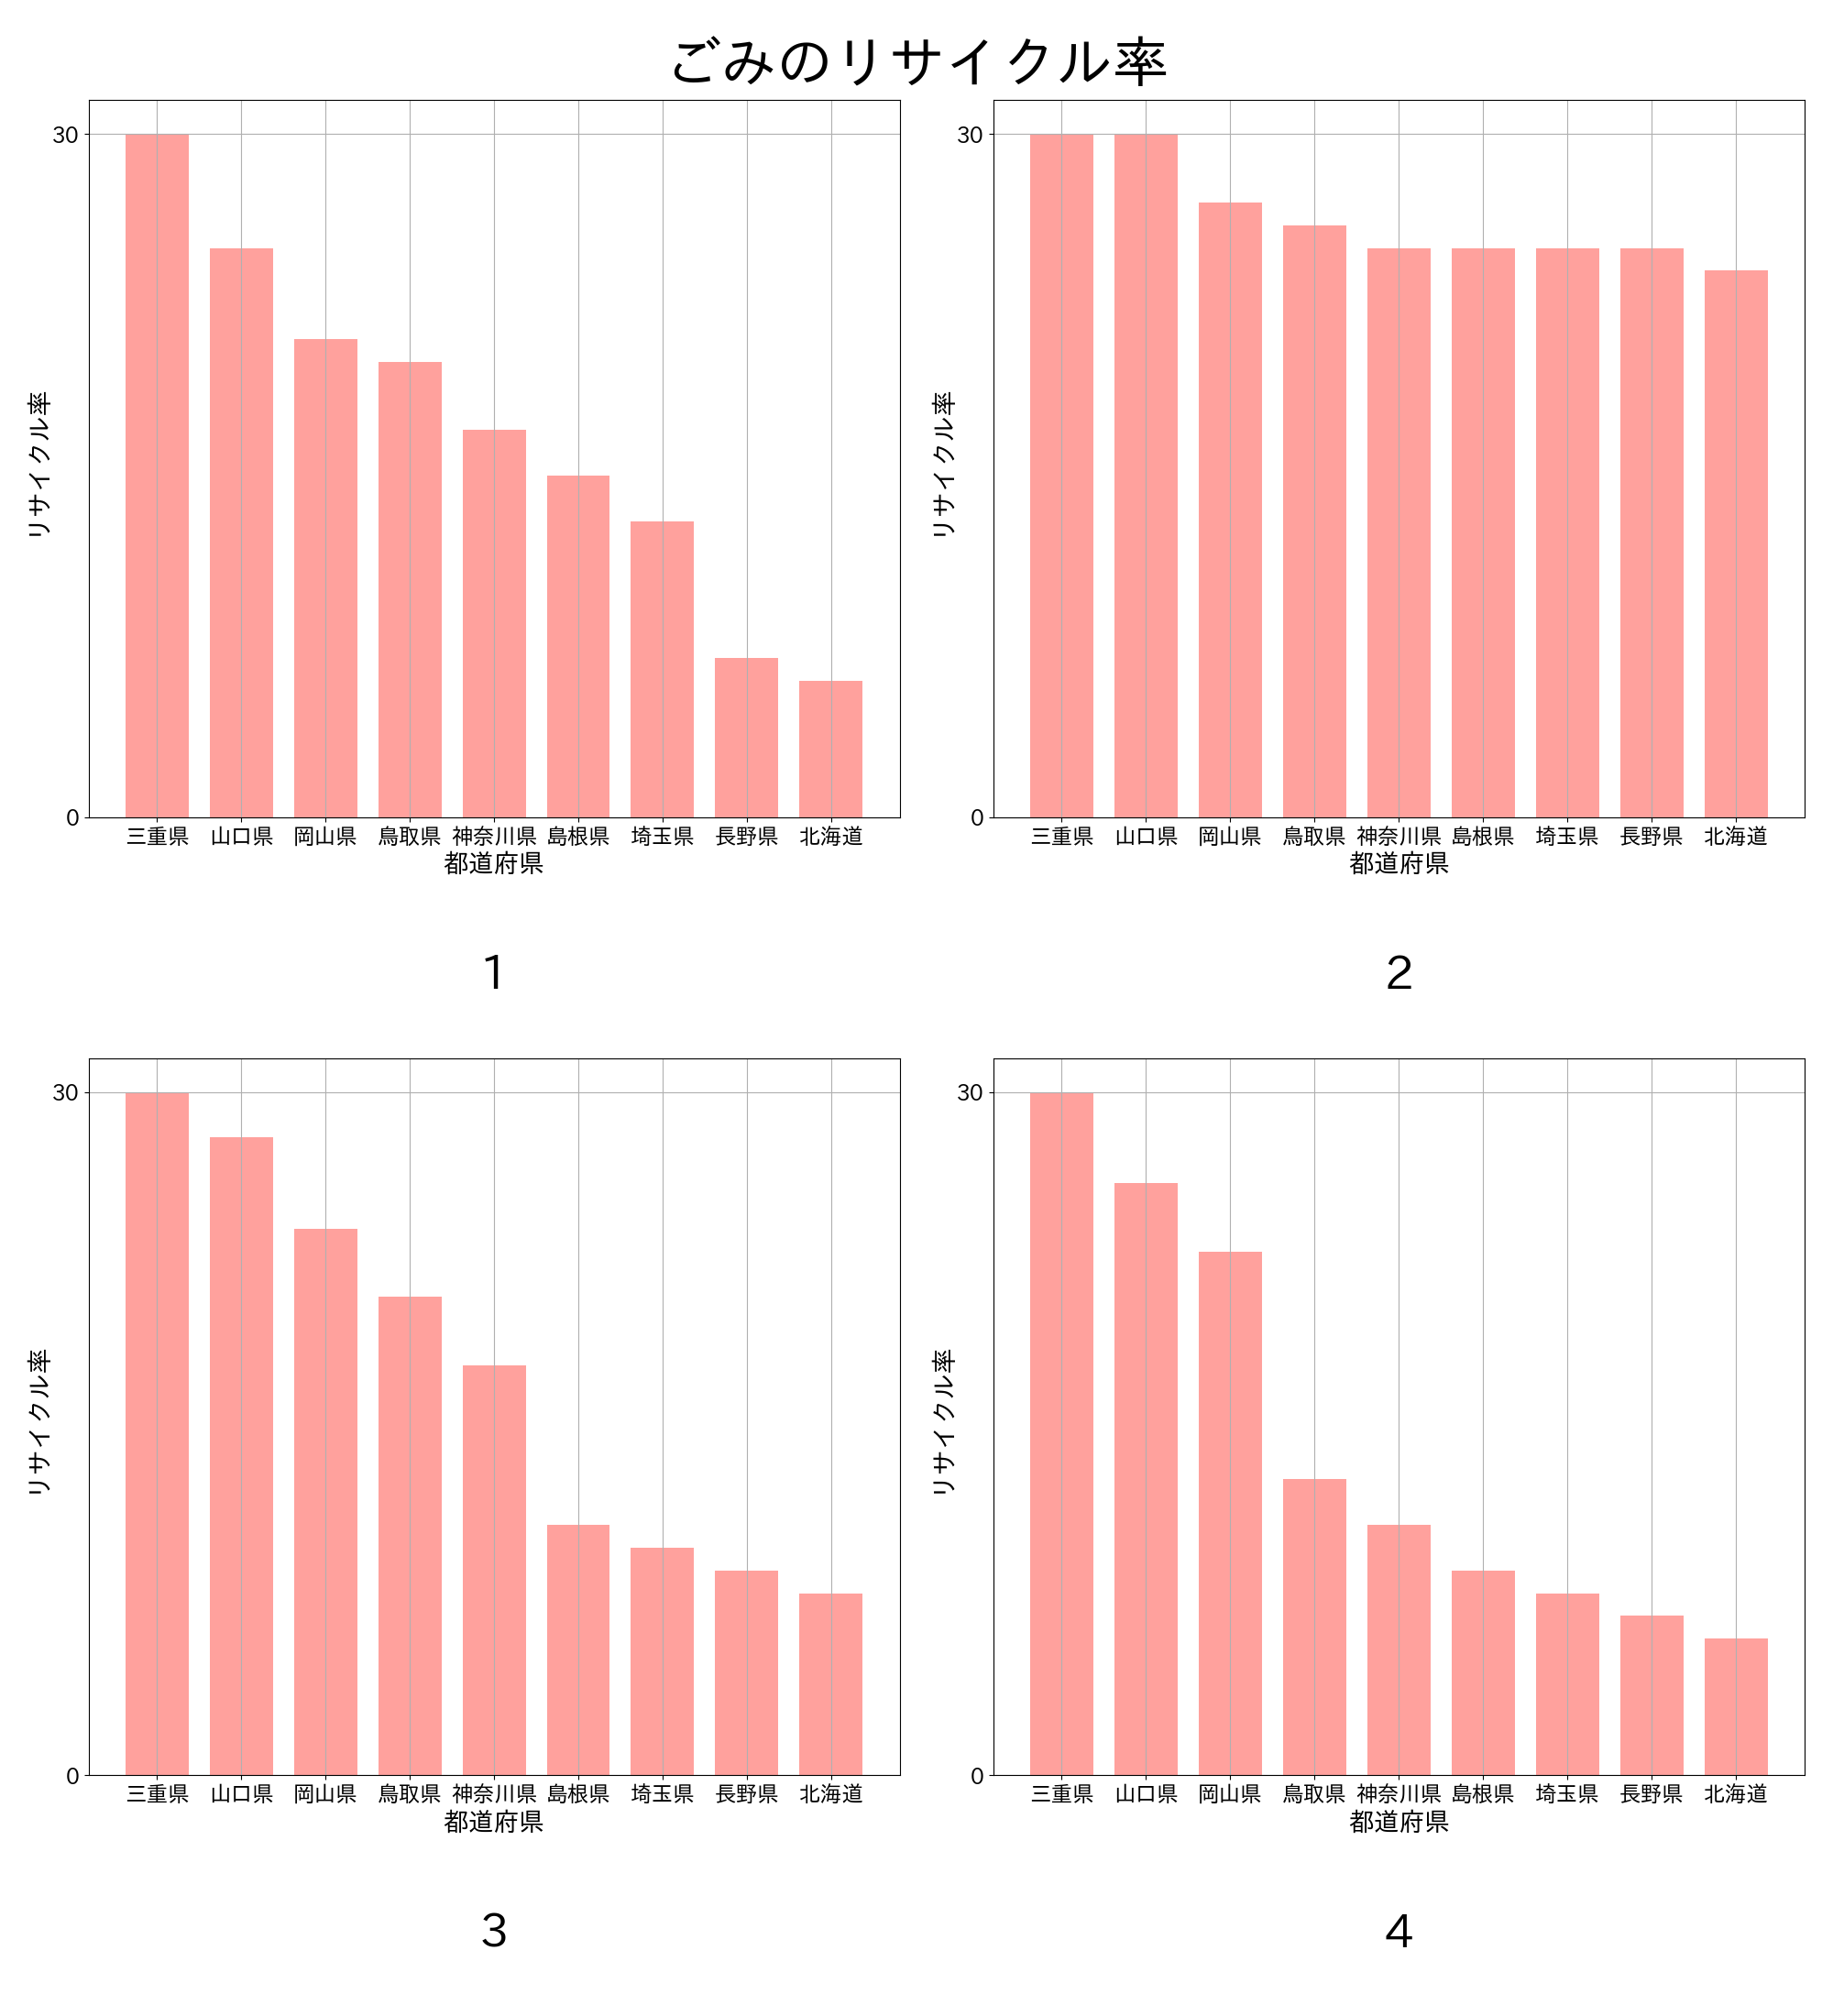 ごみのリサイクル率
30
0
リサイクル率
三重県 山口県 岡山県 鳥取県 神奈川県 島根県 埼玉県 長野県 北海道
都道府県
1
30
0
リサイクル率
三重県 山口県 岡山県 鳥取県 神奈川県 島根県 埼玉県 長野県 北海道
都道府県
2
30
0
リサイクル率
三重県 山口県 岡山県 鳥取県 神奈川県 島根県 埼玉県 長野県 北海道
都道府県
3
30
0
リサイクル率
三重県 山口県 岡山県 鳥取県 神奈川県 島根県 埼玉県 長野県 北海道
都道府県
4